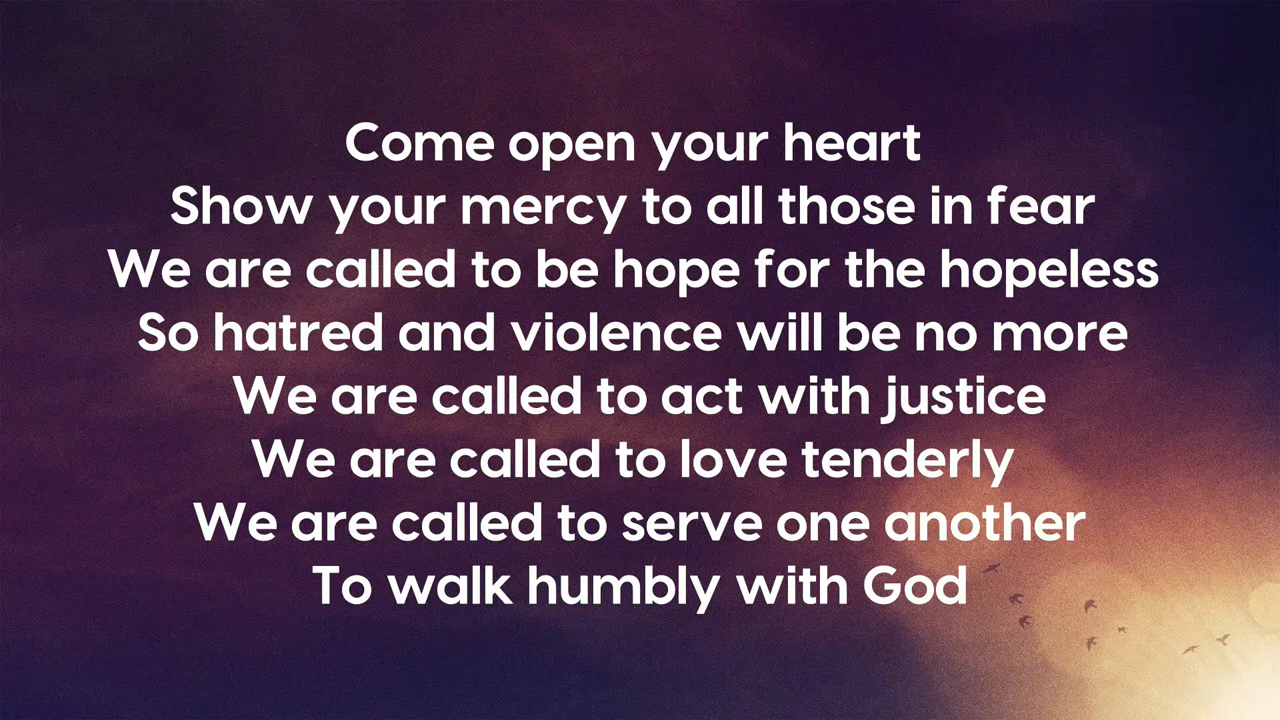 Come open your heart
Show your mercy to all those in fear
We are called to be hope for the hopeless
So hatred and violence will be no more
We are called to act with justice
We are called to love tenderly
We are called to serve one another
To walk humbly with God